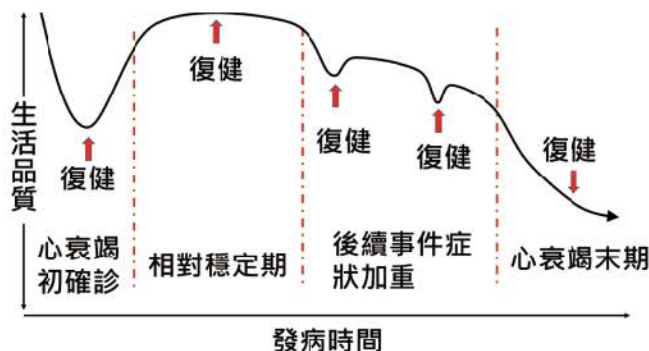 生活品質
復健
復健
復健
復健
復健
心衰竭
初確診
相對穩定期
後續事件症
狀加重
心衰竭末期
發病時間